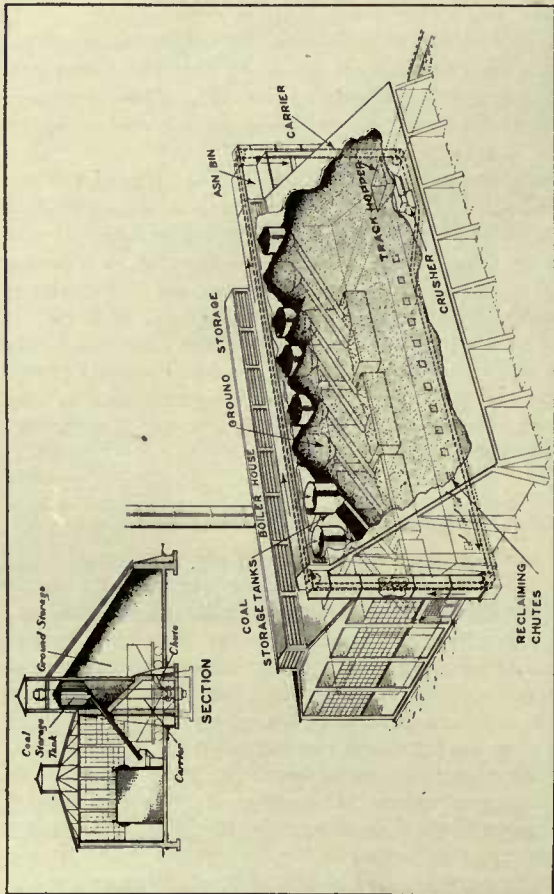 Coal
Storage
Tank
Ground Storage
Chute
Carrier
SECTION
ASN BIN
CARRIER
GROUND STORAGE
BOILER HOUSE
COAL
STORAGE TANKS
TRACK HOPPER
CRUSHER
RECLAIMING
CHUTES